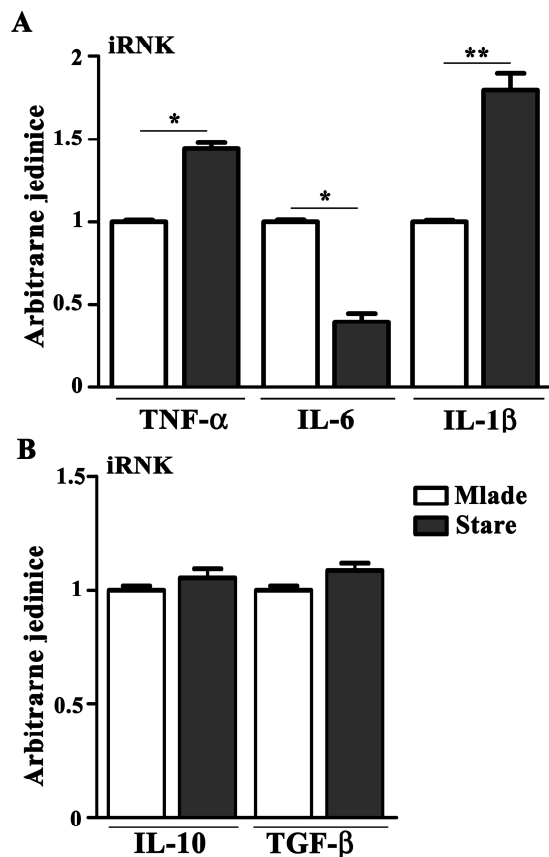 A
iRNK
Arbitrarne jedinice
2
1.5
1
0.5
0
*
*
**
TNF-α
IL-6
IL-1β
B
iRNK
Arbitrarne jedinice
1.5
1
0.5
0
Mlade
Stare
IL-10
TGF-β